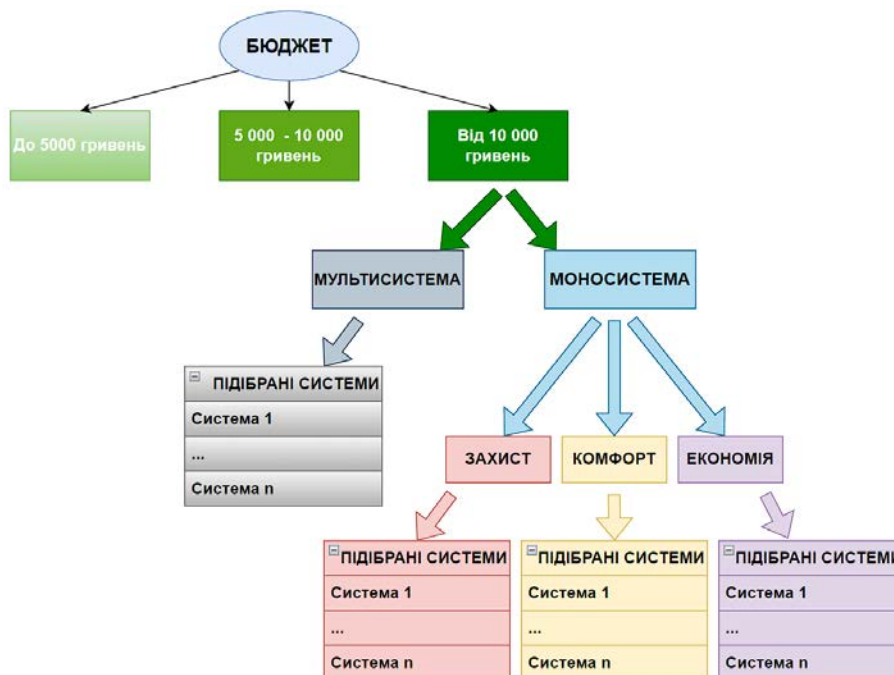 БЮДЖЕТ
До 5000 гривень
5 000 - 10 000
гривень
Від 10 000
гривень
МУЛЬТИСИСТЕМА
МОНОСИСТЕМА
ПІДІБРАНІ СИСТЕМИ
Система 1
...
Система n
ЗАХИСТ
КОМФОРТ
ЕКОНОМІЯ
ПІДІБРАНІ СИСТЕМИ
Система 1
...
Система n
ПІДІБРАНІ СИСТЕМИ
Система 1
...
Система n
ПІДІБРАНІ СИСТЕМИ
Система 1
...
Система n